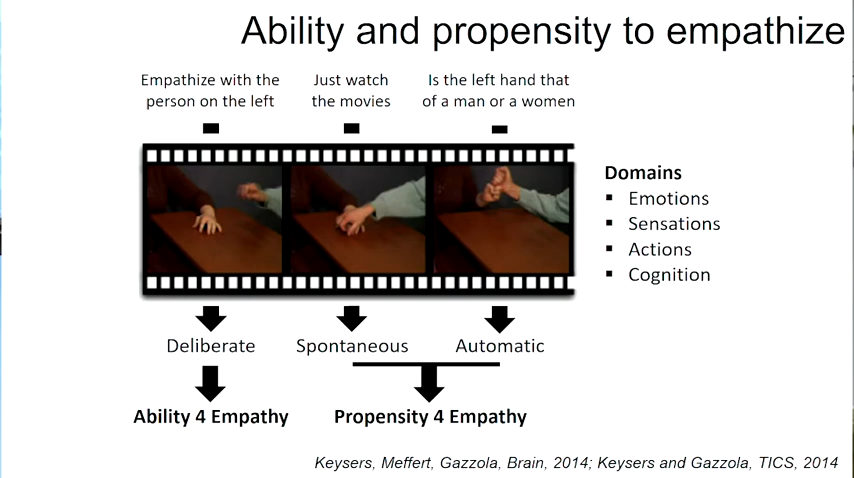 Ability and propensity to empathize
Empathize with the
person on the left
Just watch
the movies
Is the left hand that
of a man or a women
Domains
▪ Emotions
▪ Sensations
▪ Actions
▪ Cognition
Deliberate
Spontaneous
Automatic
Ability 4 Empathy
Propensity 4 Empathy
Keysers, Meffert, Gazzola, Brain, 2014; Keysers and Gazzola, TICS, 2014